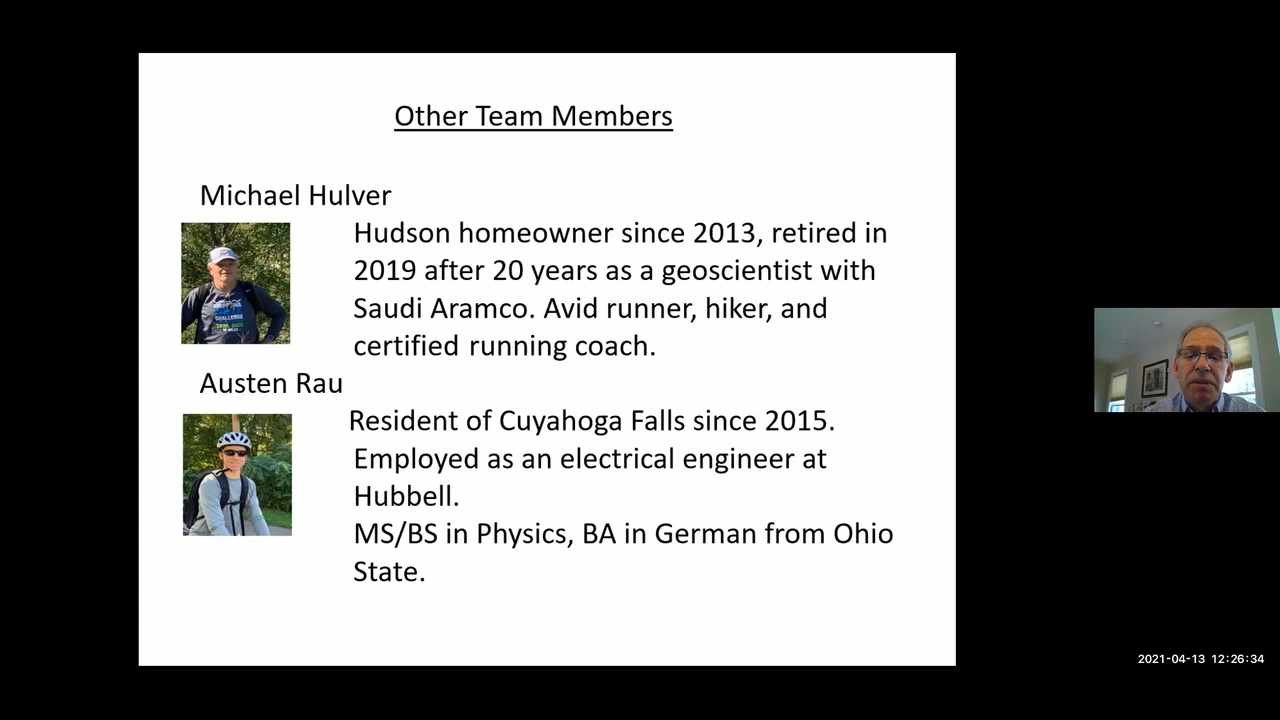 Other Team Members
Michael Hulver
Hudson homeowner since 2013, retired in
2019 after 20 years as a geoscientist with
Saudi Aramco. Avid runner, hiker, and
certified running coach.
Austen Rau
Resident of Cuyahoga Falls since 2015.
Employed as an electrical engineer at
Hubbell.
MS/BS in Physics, BA in German from Ohio
State.
CHALLENGE
2021-04-13 12:26:34